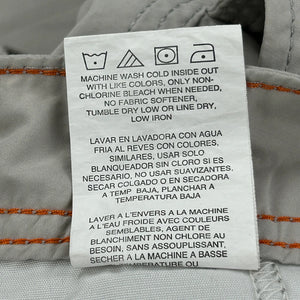 MACHINE WASH COLD INSIDE OUT
WITH LIKE COLORS, ONLY NON-
CHLORINE BLEACH WHEN NEEDED,
NO FABRIC SOFTENER,
TUMBLE DRY LOW OR LINE DRY,
LOW IRON
LAVAR EN LAVADORA CON AGUA
FRIA AL REVES CON COLORES
SIMILARES, USAR SOLO
BLANQUEADOR SIN CLORO SI ES
NECESARIO, NO USAR SUAVIZANTE
SECAR COLGADO O EN SECADORA
A TEMP BAJA, PLANCHAR A
TEMPERATURA BAJA
LAVER A L'ENVERS A LA MACHINE
A L'EAU FROIDE AVEC COULEURS
SEMBLABLES, AGENT DE
BLANCHIMENT NON CHLORE AU
BESOIN, SANS ASSOUPLISSANT.
SECHER À LA MACHINE A BASSE
TEMPERATURE OU